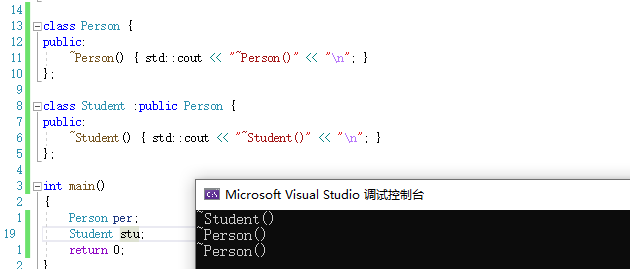 14
13 class Person {
12 public:
11 ~Person() { std::cout << "~Person()" << "\n"; }
10 };
9
8 class Student :public Person {
7 public:
6 ~Student() { std::cout << "~Student()" << "\n"; }
5 };
4
3 int main()
2 {
1 Person per;
19 Student stu;
1 return 0;
2 }
Microsoft Visual Studio 调试控制台
~Student()
~Person()
~Person()